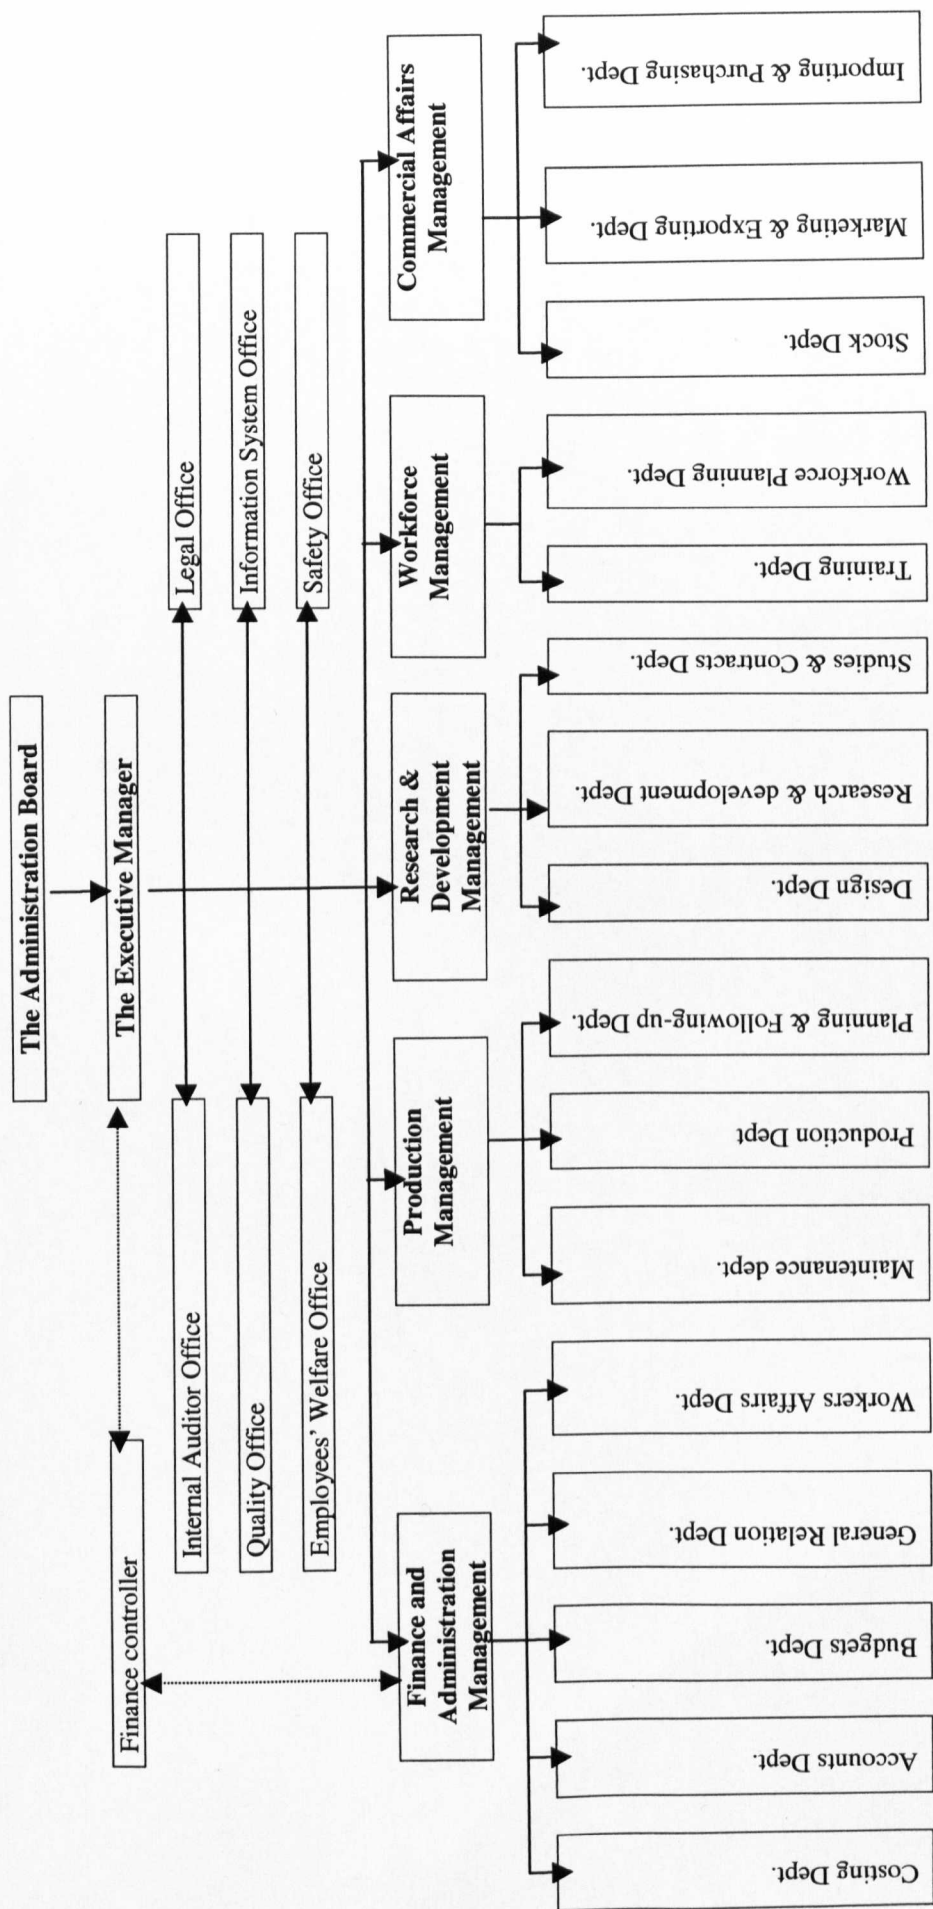 The Administration Board
The Executive Manager
Finance controller
Internal Auditor Office
Legal Office
Quality Office
Information System Office
Employees' Welfare Office
Safety Office
Finance and
Administration
Management
Production
Management
Research &
Development
Management
Workforce
Management
Commercial Affairs
Management
Costing Dept.
Accounts Dept.
Budgets Dept.
General Relation Dept.
Workers Affairs Dept.
Maintenance dept.
Production Dept
Planning & Following-up Dept.
Design Dept.
Research & development Dept.
Studies & Contracts Dept.
Training Dept.
Workforce Planning Dept.
Stock Dept.
Marketing & Exporting Dept.
Importing & Purchasing Dept.